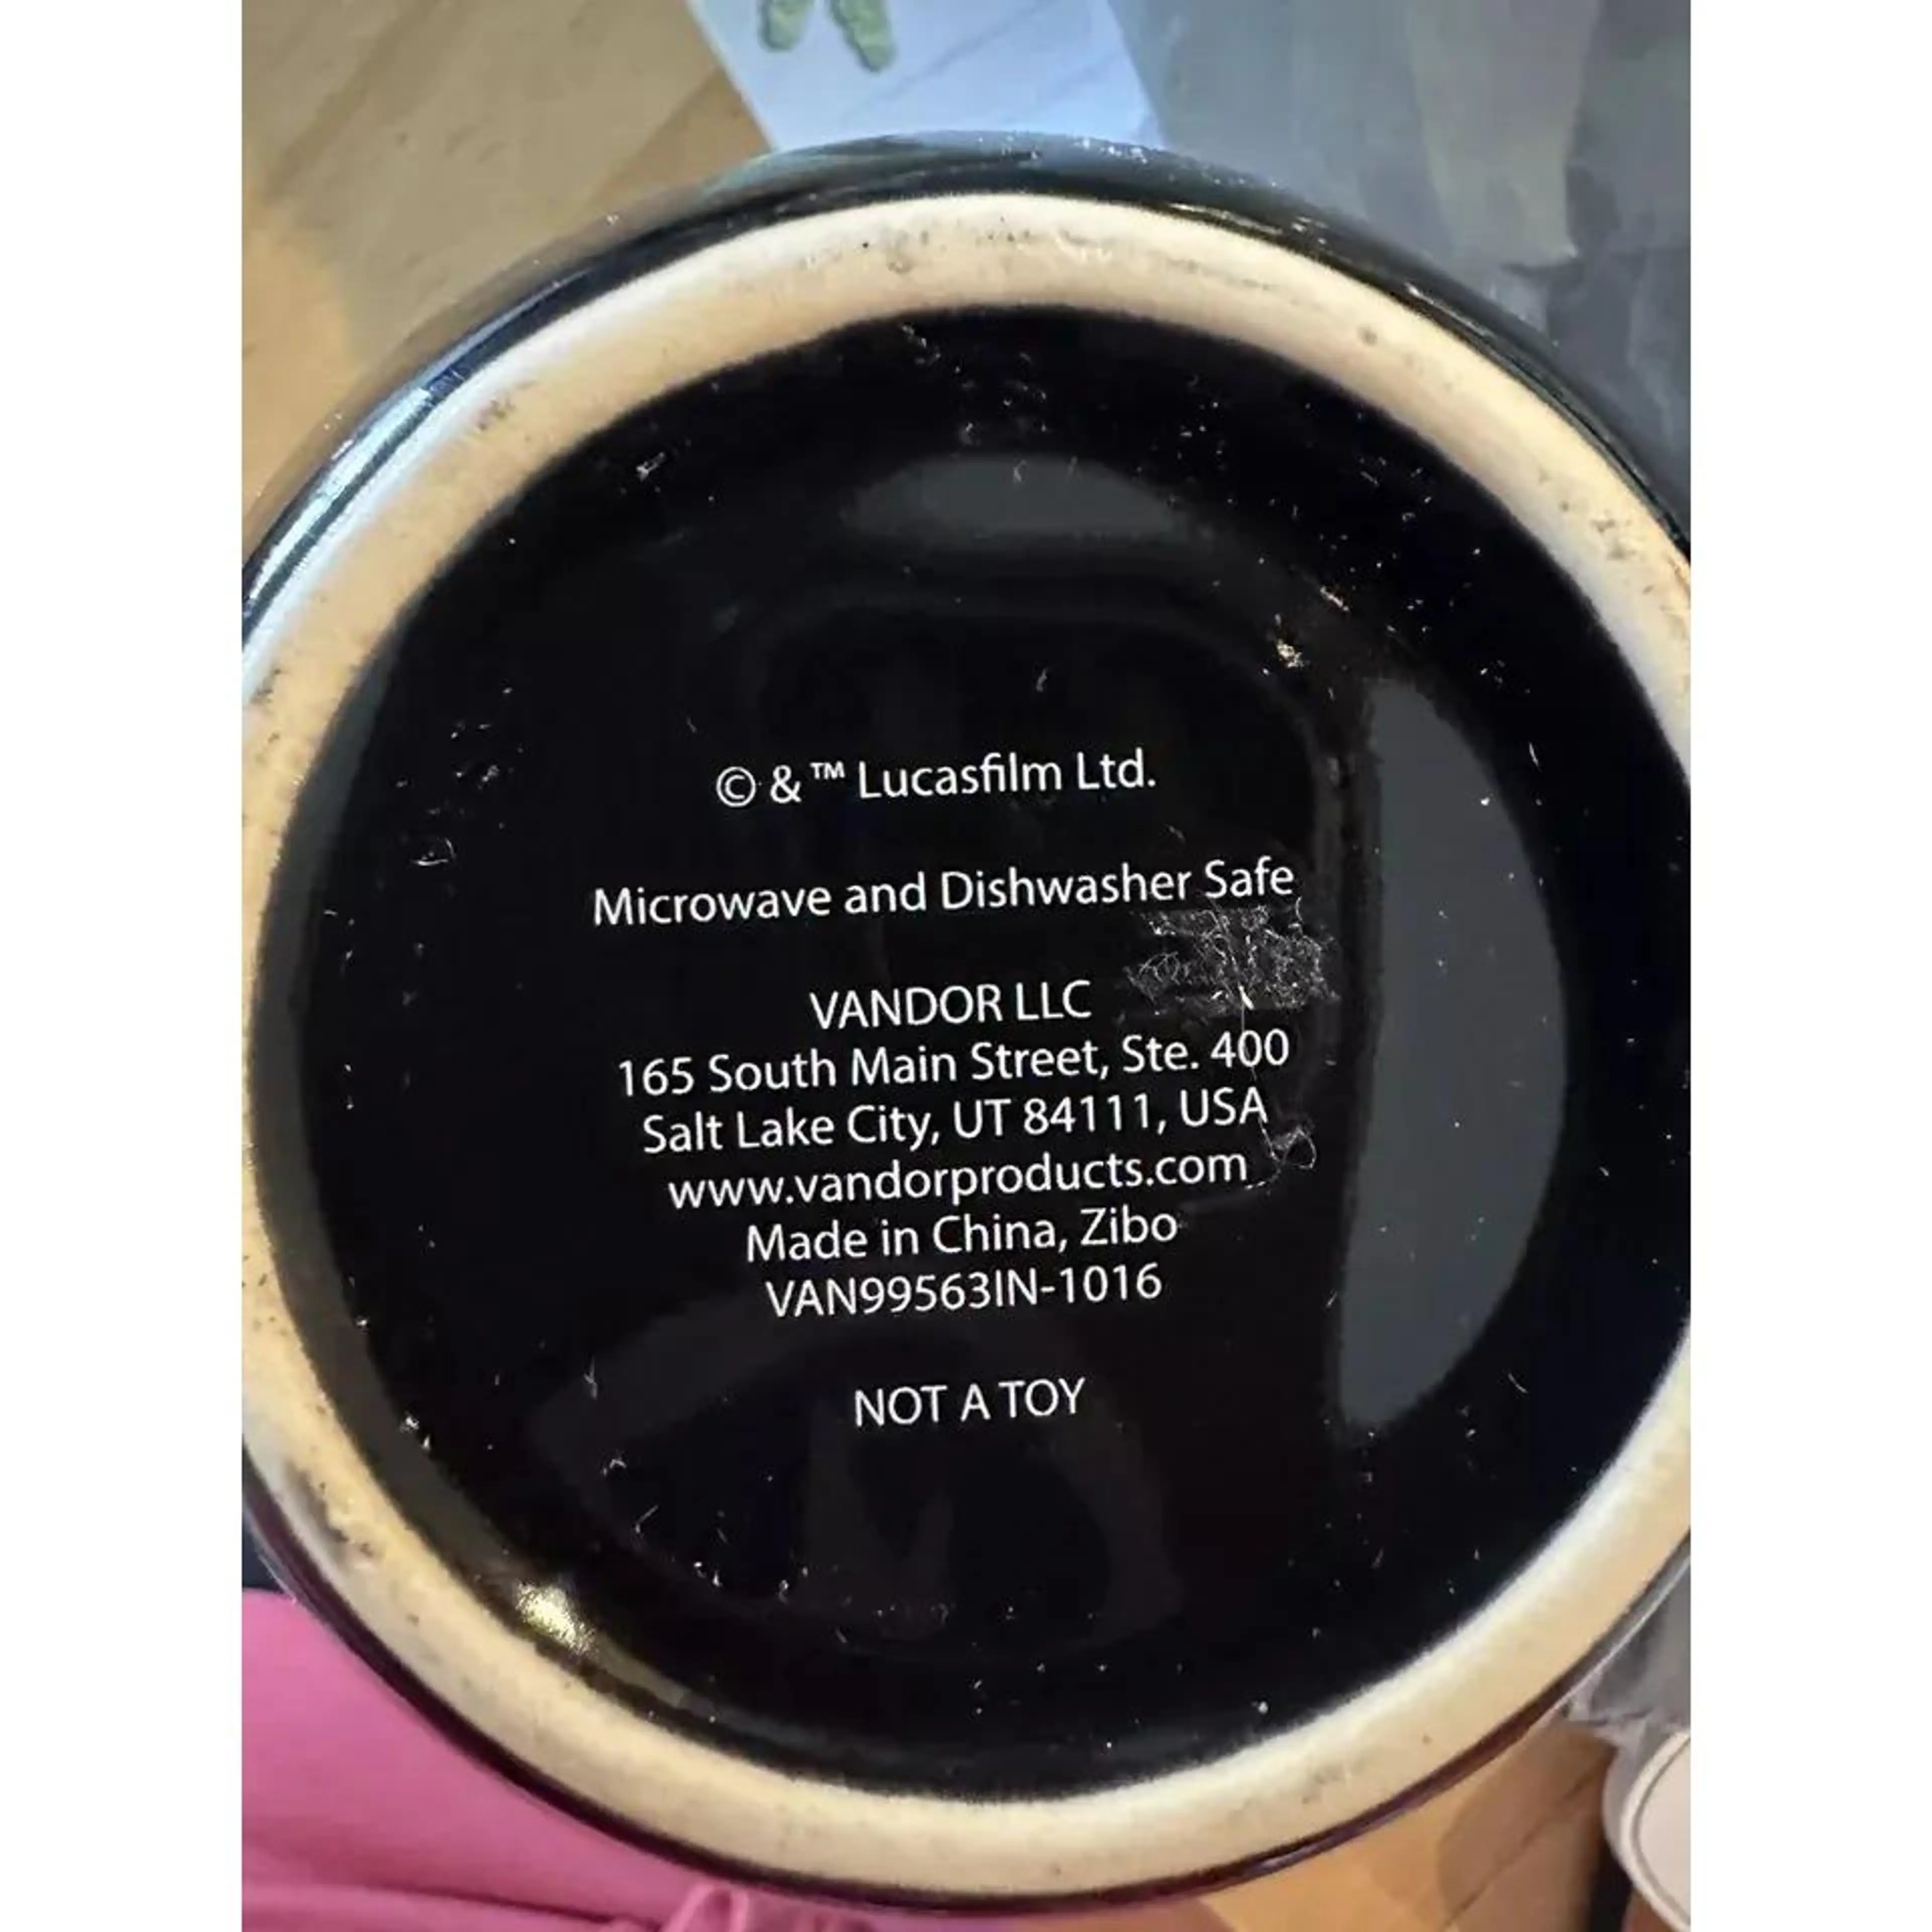 © & ™ Lucasfilm Ltd.
Microwave and Dishwasher Safe
VANDOR LLC
165 South Main Street, Ste. 400
Salt Lake City, UT 84111, USA
www.vandorproducts.com
Made in China, Zibo
VAN99563IN-1016
NOT A TOY